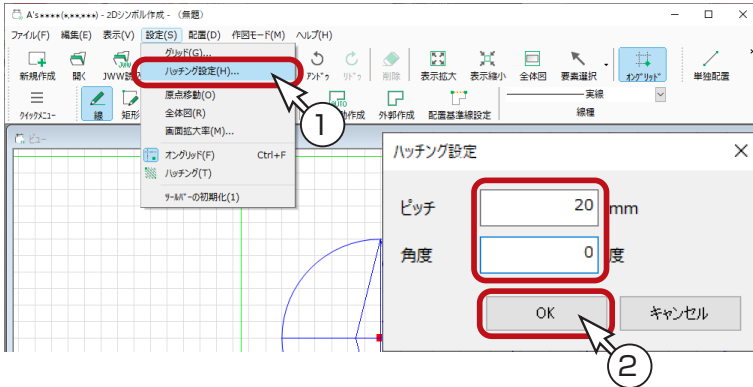 A's****(*.**.**) - 2Dシンボル作成 - (無題)
ファイル(F) 編集(E) 表示(V) 設定(S) 配置(D) 作図モード(M) ヘルプ(H)
新規作成 開く JWW 削除 表示拡大 表示縮小 全体図 要素選択 オングリッド 単独配置
グリッド(G)...
ハッチング設定(H)...
原点移動(O)
全体図(R)
画面拡大率(M)...
オングリッド(F) Ctrl+F
ハッチング(T)
ツールバーの初期化(1)
クイックメニュー 線 矩形 作成 外郭作成 配置基準線設定 実線
線種
ビュー
1
ハッチング設定
ピッチ 20 mm
角度 0 度
OK キャンセル
2